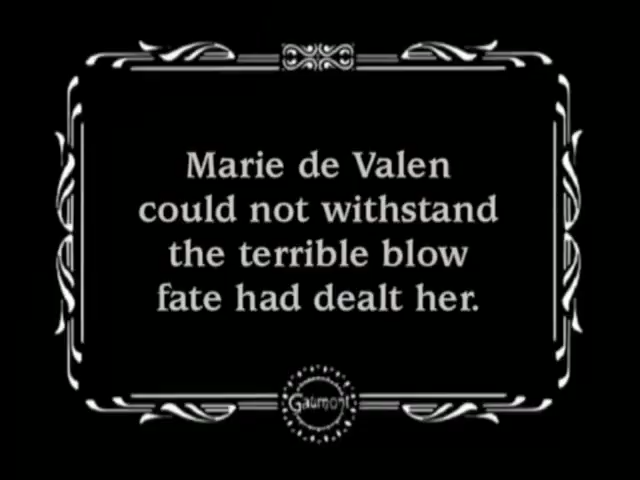 Marie de Valen
could not withstand
the terrible blow
fate had dealt her.
Gaumont